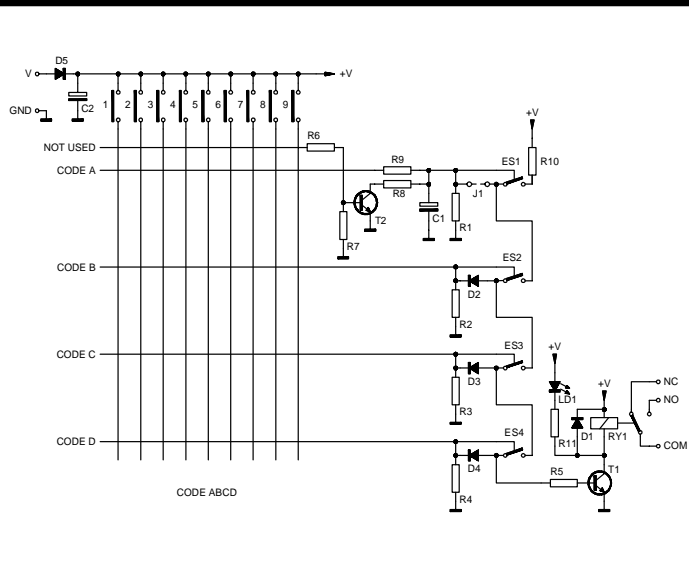 D5
V
+V
C2
1 2 3 4 5 6 7 8 9
GND
NOT USED
R6
+V
CODE A
R9
ES1
R10
R8
J1
T2
C1
R1
R7
CODE B
ES2
D2
R2
CODE C
ES3
D3
R3
+V
LD1
+V
NC
NO
CODE D
ES4
R11
D1
RY1
COM
D4
R5
T1
R4
CODE ABCD